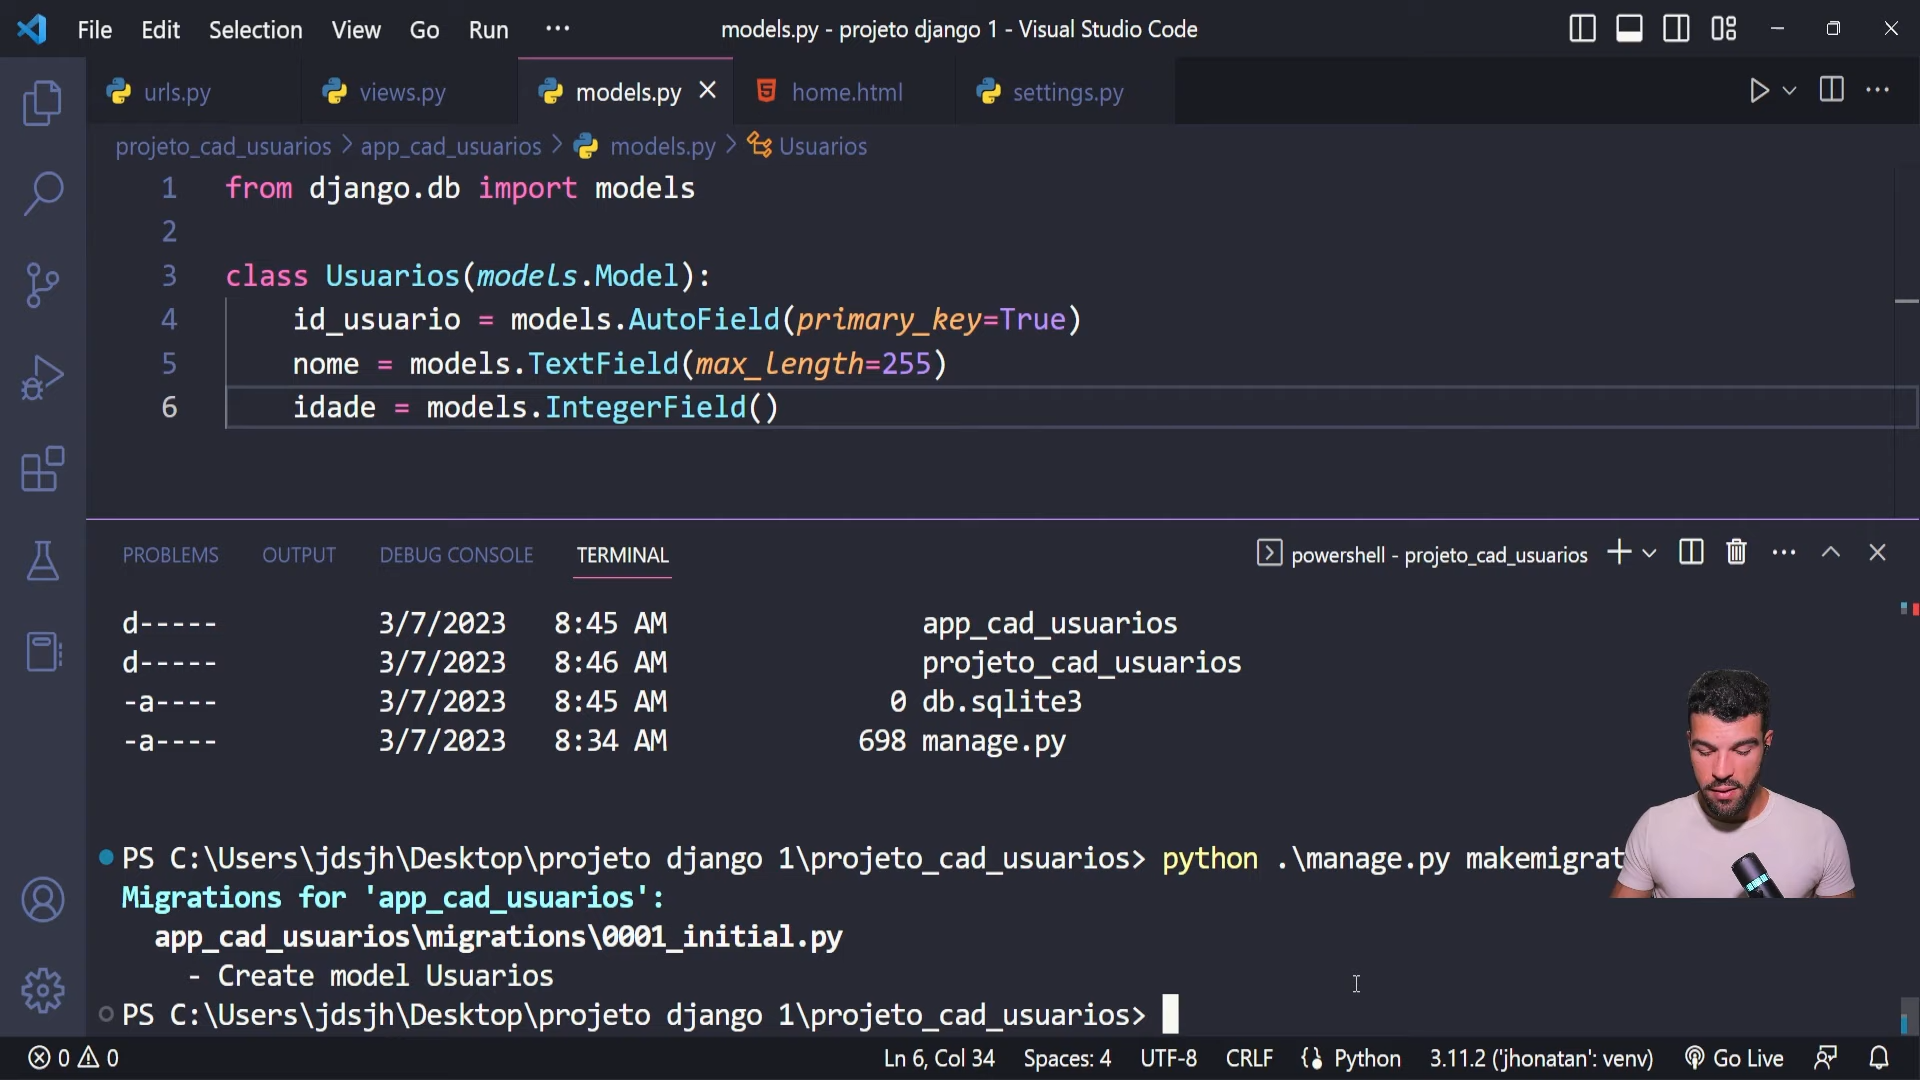 File Edit Selection View Go Run ··· models.py - projeto django 1 - Visual Studio Code
urls.py views.py models.py home.html settings.py
projeto_cad_usuarios > app_cad_usuarios > models.py > Usuarios
1 from django.db import models
2
3 class Usuarios(models.Model):
4 id_usuario = models.AutoField(primary_key=True)
5 nome = models.TextField(max_length=255)
6 idade = models.IntegerField()
PROBLEMS OUTPUT DEBUG CONSOLE TERMINAL powershell - projeto_cad_usuarios
d----- 3/7/2023 8:45 AM app_cad_usuarios
d----- 3/7/2023 8:46 AM projeto_cad_usuarios
-a---- 3/7/2023 8:45 AM 0 db.sqlite3
-a---- 3/7/2023 8:34 AM 698 manage.py
PS C:\Users\jdsjh\Desktop\projeto django 1\projeto_cad_usuarios> python .\manage.py makemigrat
Migrations for 'app_cad_usuarios':
app_cad_usuarios\migrations\0001_initial.py
- Create model Usuarios
PS C:\Users\jdsjh\Desktop\projeto django 1\projeto_cad_usuarios>
0 0 Ln 6, Col 34 Spaces: 4 UTF-8 CRLF Python 3.11.2 ('jhonatan': venv) Go Live